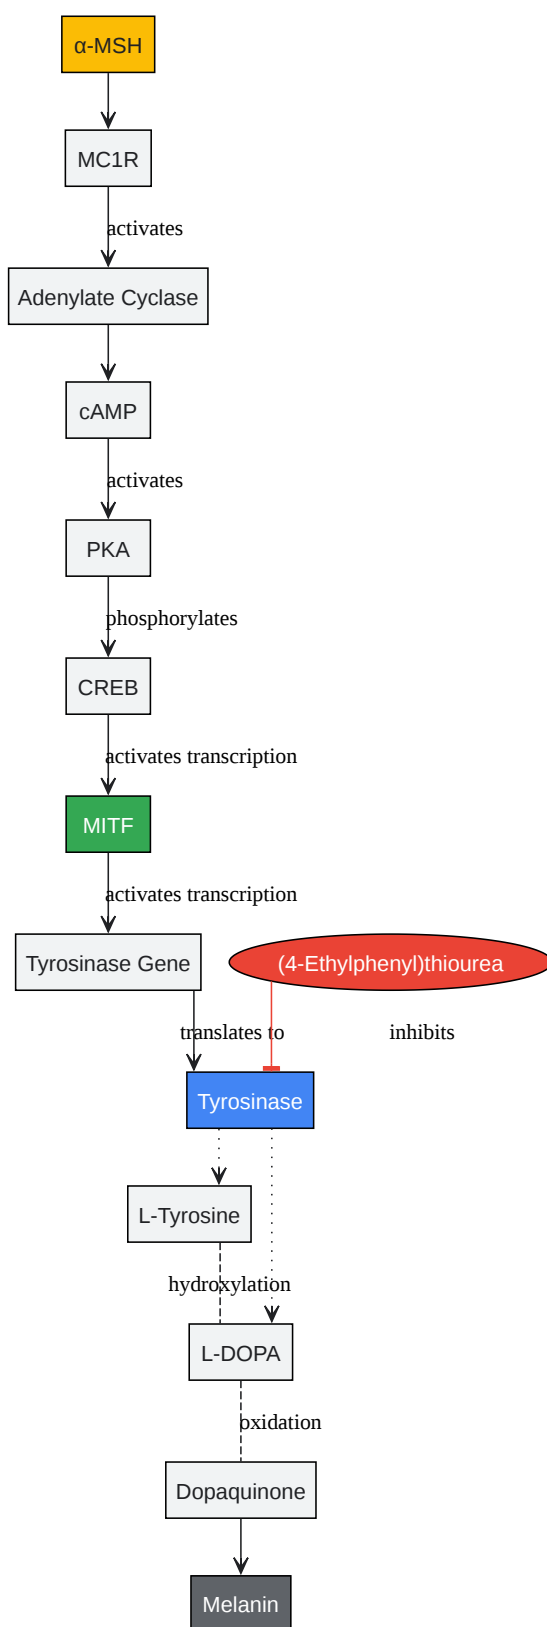 α-MSH
MC1R
activates
Adenylate Cyclase
cAMP
activates
PKA
phosphorylates
CREB
activates transcription
MITF
activates transcription
Tyrosinase Gene
(4-Ethylphenyl)thiourea
translates to
inhibits
Tyrosinase
L-Tyrosine
hydroxylation
L-DOPA
oxidation
Dopaquinone
Melanin